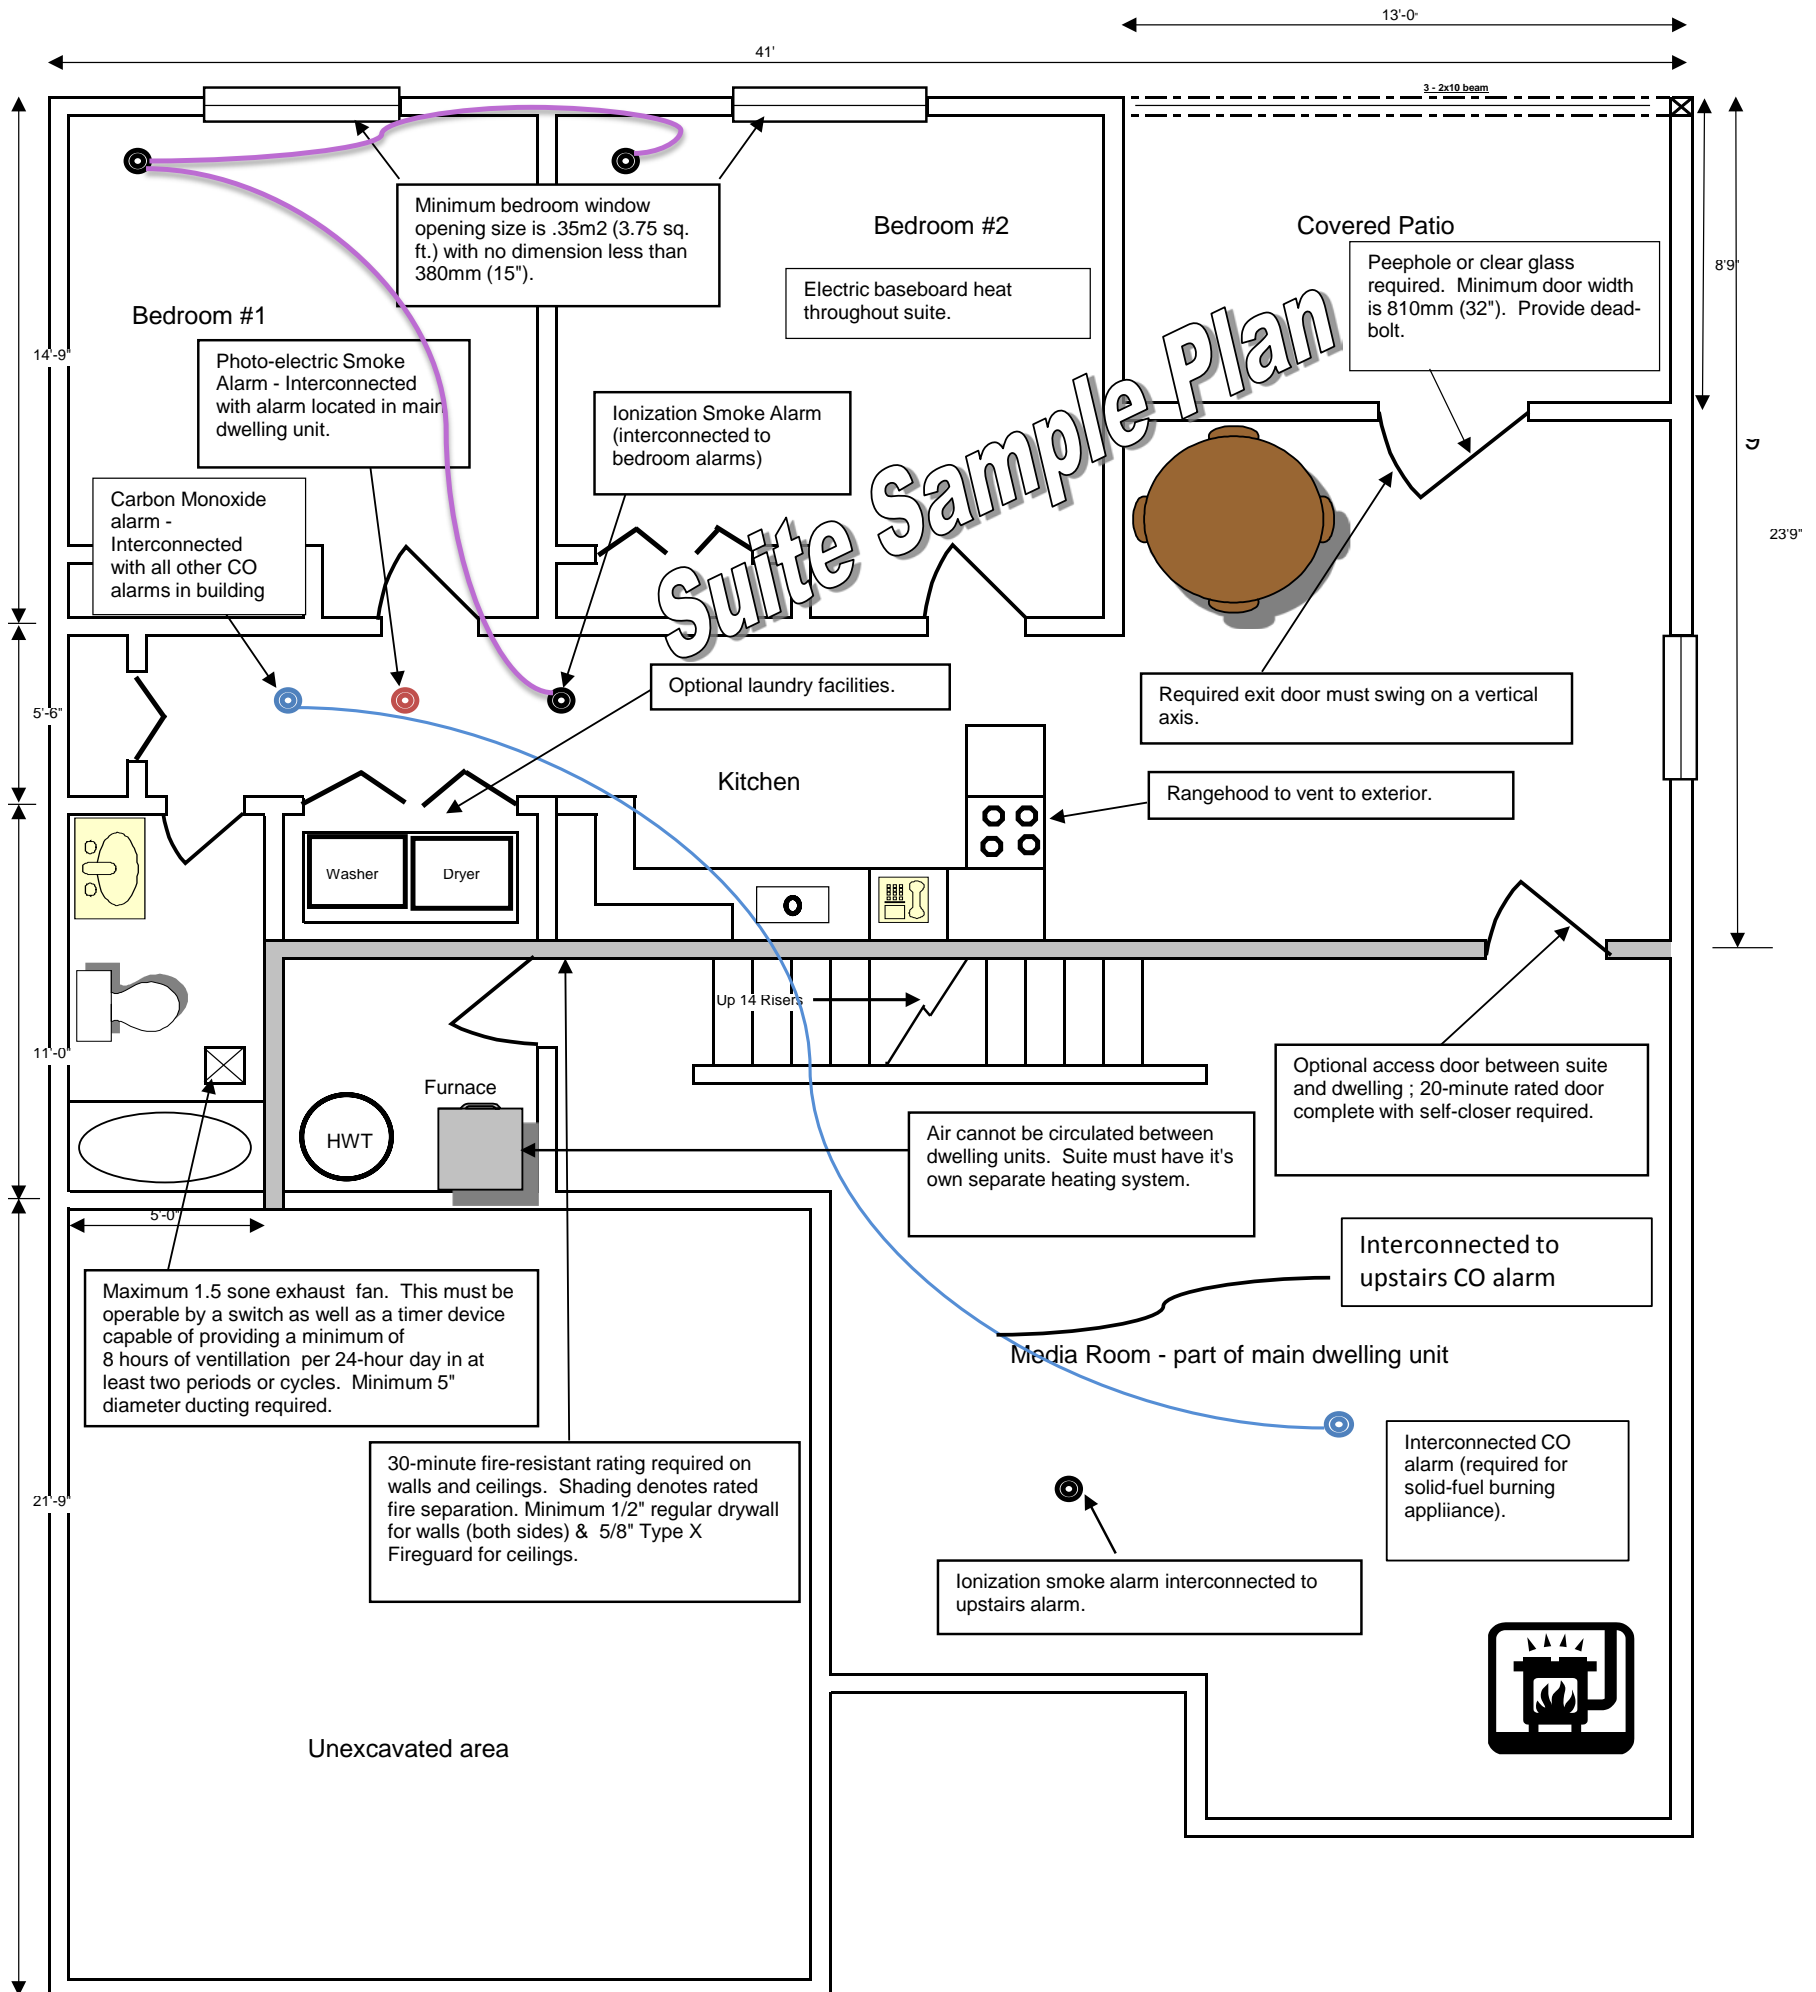 13'-0"
41'
3 - 2x10 beam
Minimum bedroom window
opening size is .35m2 (3.75 sq.
ft.) with no dimension less than
380mm (15").
Bedroom #2
Covered Patio
Peephole or clear glass
required.  Minimum door width
is 810mm (32").  Provide dead-
bolt.
8'9"
Electric baseboard heat
throughout suite.
Bedroom #1
14'-9"
Photo-electric Smoke
Alarm - Interconnected
with alarm located in main
dwelling unit.
Ionization Smoke Alarm
(interconnected to
bedroom alarms)
Suite Sample Plan
23'9"
Carbon Monoxide
alarm -
Interconnected
with all other CO
alarms in building
Optional laundry facilities.
Required exit door must swing on a vertical
axis.
5'-6"
Kitchen
Rangehood to vent to exterior.
Washer
Dryer
Up 14 Risers
11'-0"
Optional access door between suite
and dwelling ; 20-minute rated door
complete with self-closer required.
Furnace
HWT
Air cannot be circulated between
dwelling units.  Suite must have it's
own separate heating system.
5'-0"
Interconnected to
upstairs CO alarm
Maximum 1.5 sone exhaust  fan.  This must be
operable by a switch as well as a timer device
capable of providing a minimum of
8 hours of ventillation  per 24-hour day in at
least two periods or cycles.  Minimum 5"
diameter ducting required.
Media Room - part of main dwelling unit
Interconnected CO
alarm (required for
solid-fuel burning
appliiance).
30-minute fire-resistant rating required on
walls and ceilings.  Shading denotes rated
fire separation. Minimum 1/2" regular drywall
for walls (both sides) &  5/8" Type X
Fireguard for ceilings.
21'-9"
Ionization smoke alarm interconnected to
upstairs alarm.
Unexcavated area